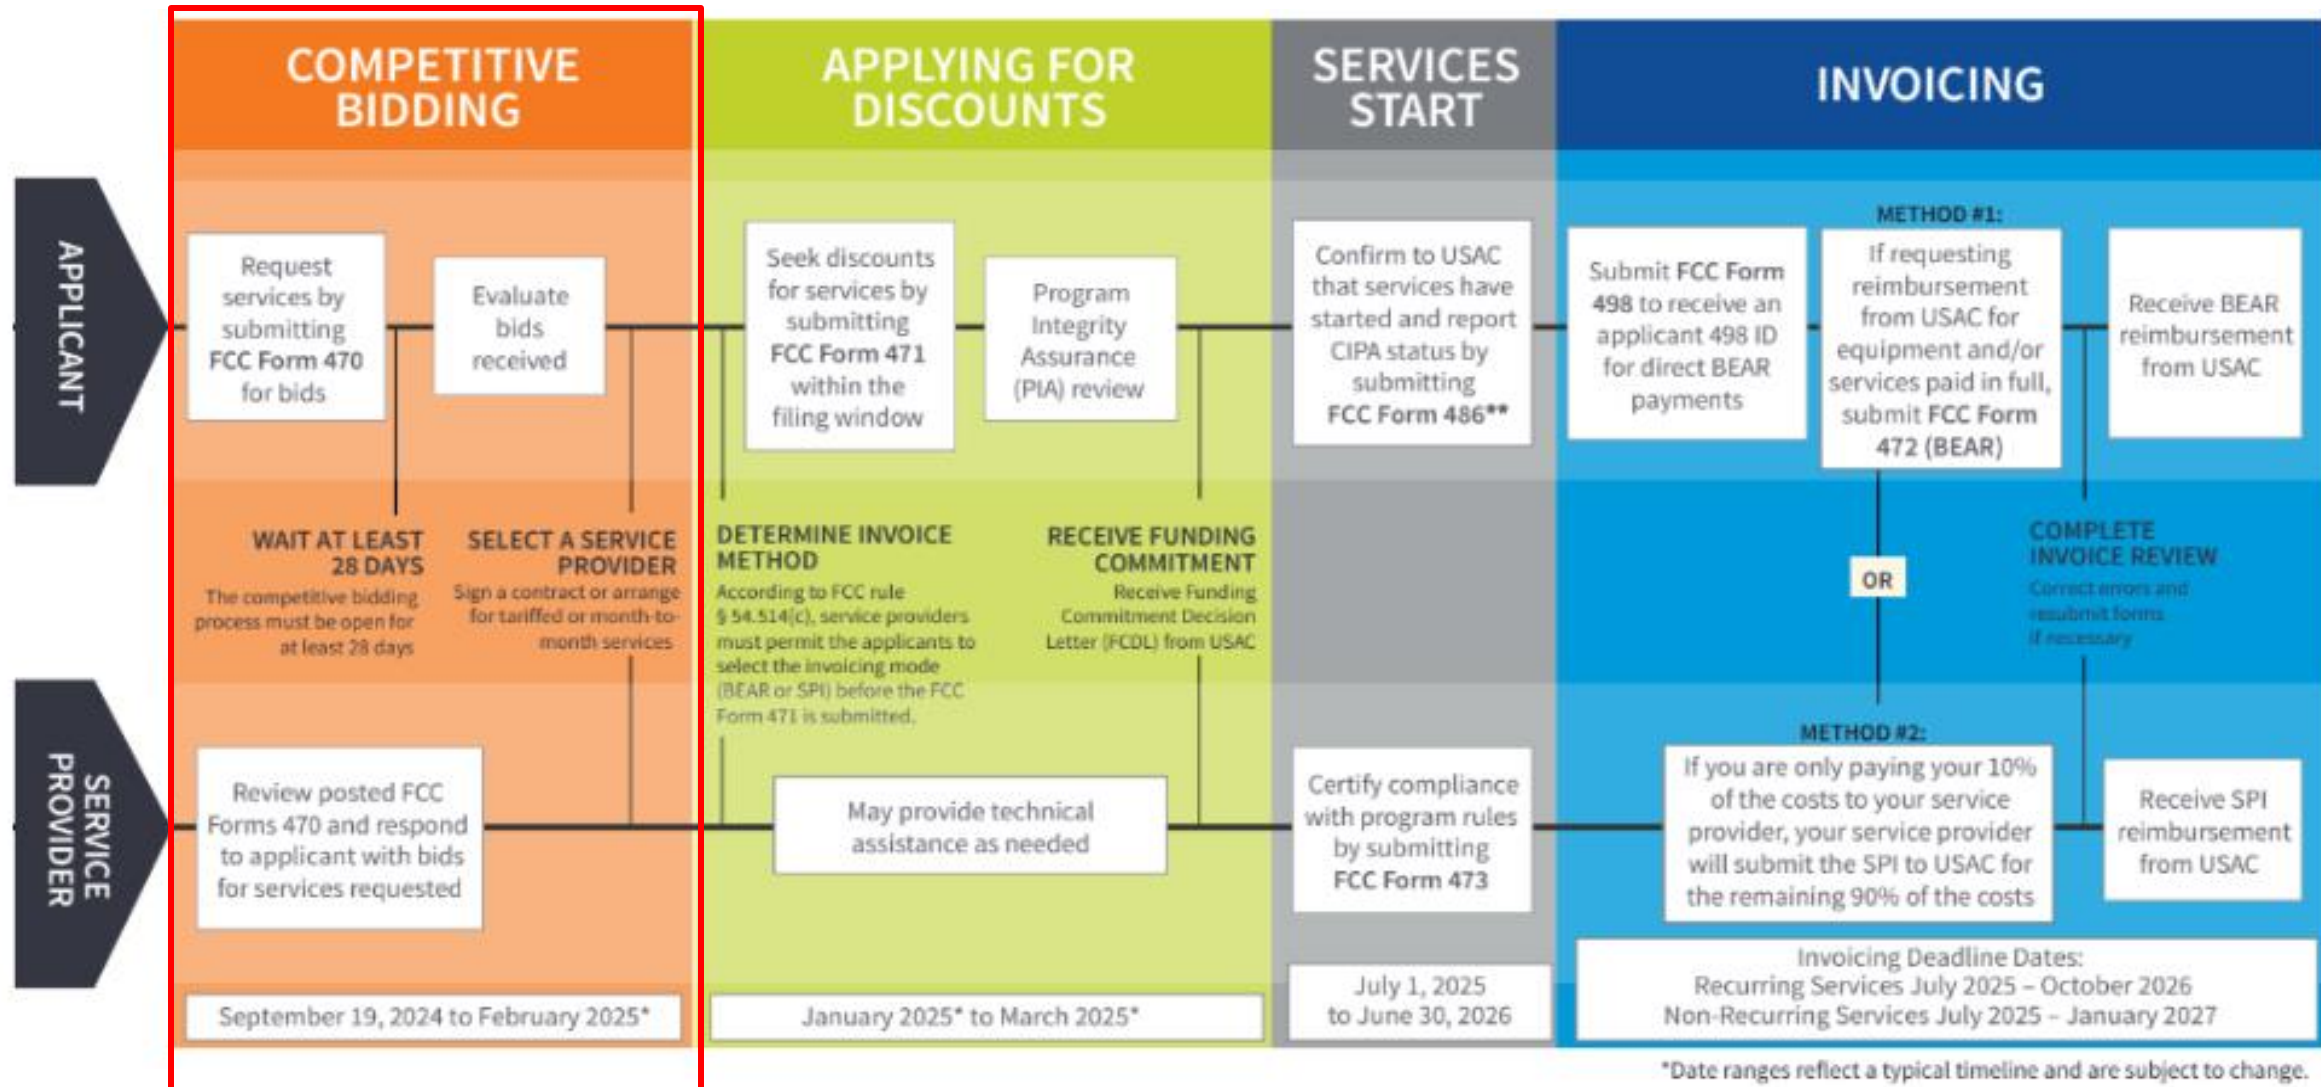 COMPETITIVE
BIDDING
APPLYING FOR
DISCOUNTS
SERVICES
START
INVOICING
APPLICANT
Request
services by
submitting
FCC Form 470
for bids
Evaluate
bids
received
Seek discounts
for services by
submitting
FCC Form 471
within the
filing window
Program
Integrity
Assurance
(PIA) review
Confirm to USAC
that services have
started and report
CIPA status by
submitting
FCC Form 486**
Submit FCC Form
498 to receive an
applicant 498 ID
for direct BEAR
payments
METHOD #1:
If requesting
reimbursement
from USAC for
equipment and/or
services paid in full,
submit FCC Form
472 (BEAR)
Receive BEAR
reimbursement
from USAC
WAIT AT LEAST
28 DAYS
The competitive bidding
process must be open for
at least 28 days
SELECT A SERVICE
PROVIDER
Sign a contract or arrange
for tariffed or month-to-
month services
DETERMINE INVOICE
METHOD
According to FCC rule
§ 54.514(c), service providers
must permit the applicants to
select the invoicing mode
(BEAR or SPI) before the FCC
Form 471 is submitted.
RECEIVE FUNDING
COMMITMENT
Receive Funding
Commitment Decision
Letter (FCDL) from USAC
OR
COMPLETE
INVOICE REVIEW
Correct errors and
resubmit forms
if necessary
SERVICE
PROVIDER
Review posted FCC
Forms 470 and respond
to applicant with bids
for services requested
May provide technical
assistance as needed
Certify compliance
with program rules
by submitting
FCC Form 473
METHOD #2:
If you are only paying your 10%
of the costs to your service
provider, your service provider
will submit the SPI to USAC for
the remaining 90% of the costs
Receive SPI
reimbursement
from USAC
September 19, 2024 to February 2025*
January 2025* to March 2025*
July 1, 2025
to June 30, 2026
Invoicing Deadline Dates:
Recurring Services July 2025 – October 2026
Non-Recurring Services July 2025 – January 2027
*Date ranges reflect a typical timeline and are subject to change.